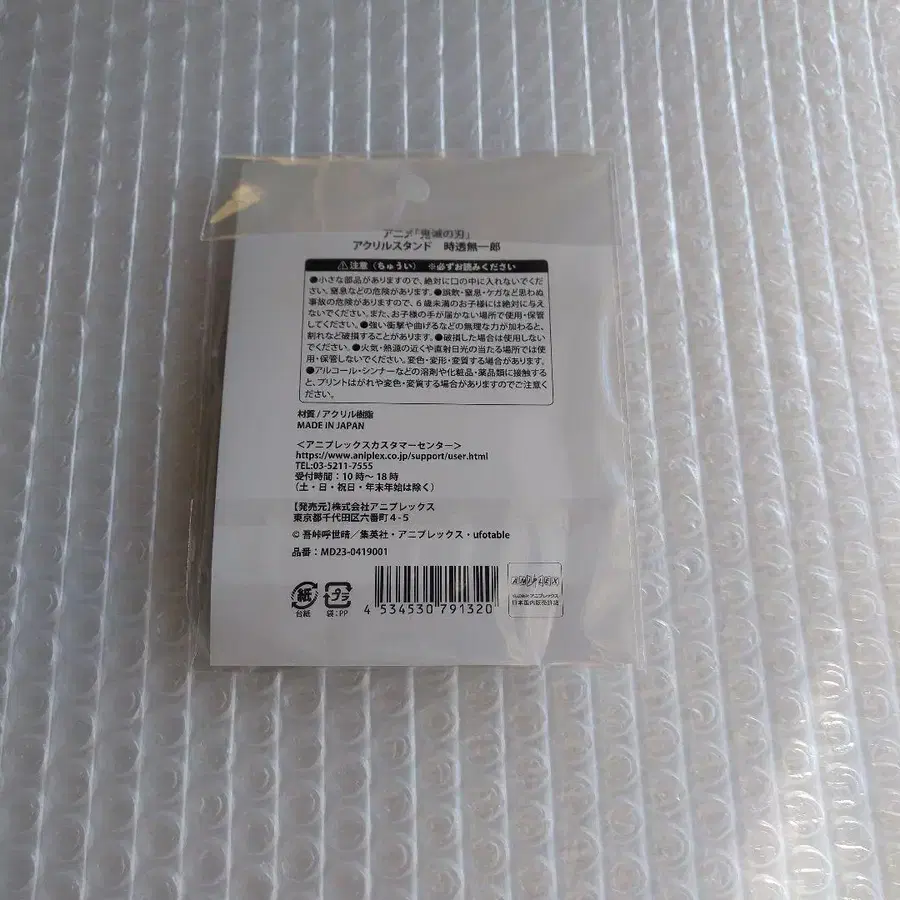 アニメ「鬼滅の刃」
アクリルスタンド 時透無一郎
⚠注意(ちゅうい) ※必ずお読みください
●小さな部品がありますので、絶対に口の中に入れないでくだ
さい。窒息などの危険があります。●誤飲・窒息・ケガなど思わぬ
事故の危険がありますので、6歳未満のお子様には絶対に与え
ないでください。また、お子様の手が届かない場所で使用・保管
してください。●強い衝撃や曲げるなどの無理な力が加わると、
割れなど破損することがあります。●破損した場合は使用しない
でください。●火気・熱源の近くや直射日光の当たる場所では使
用・保管しないでください。変色・変形・変質する場合があります。
●アルコール・シンナーなどの溶剤や化粧品・薬品類に接触する
と、プリントはがれや変色・変質する場合がありますのでご注意く
ださい。
材質/アクリル樹脂
MADE IN JAPAN
<アニプレックスカスタマーセンター>
https://www.aniplex.co.jp/support/user.html
TEL:03-5211-7555
受付時間:10時~18時
(土・日・祝日・年末年始は除く)
【発売元】株式会社アニプレックス
東京都千代田区六番町4-5
©吾峠呼世晴/集英社・アニプレックス・ufotable
品番:MD23-0419001
紙
台紙
プラ
袋:PP
4 534530 791320
ANIPLEX
日本国内販売許諾